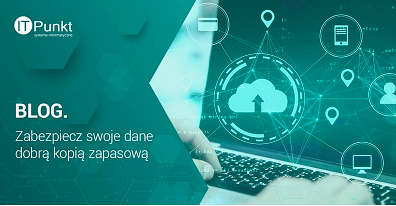 IT Punkt
systemy informatyczne
BLOG.
Zabezpiecz swoje dane
dobrą kopią zapasową